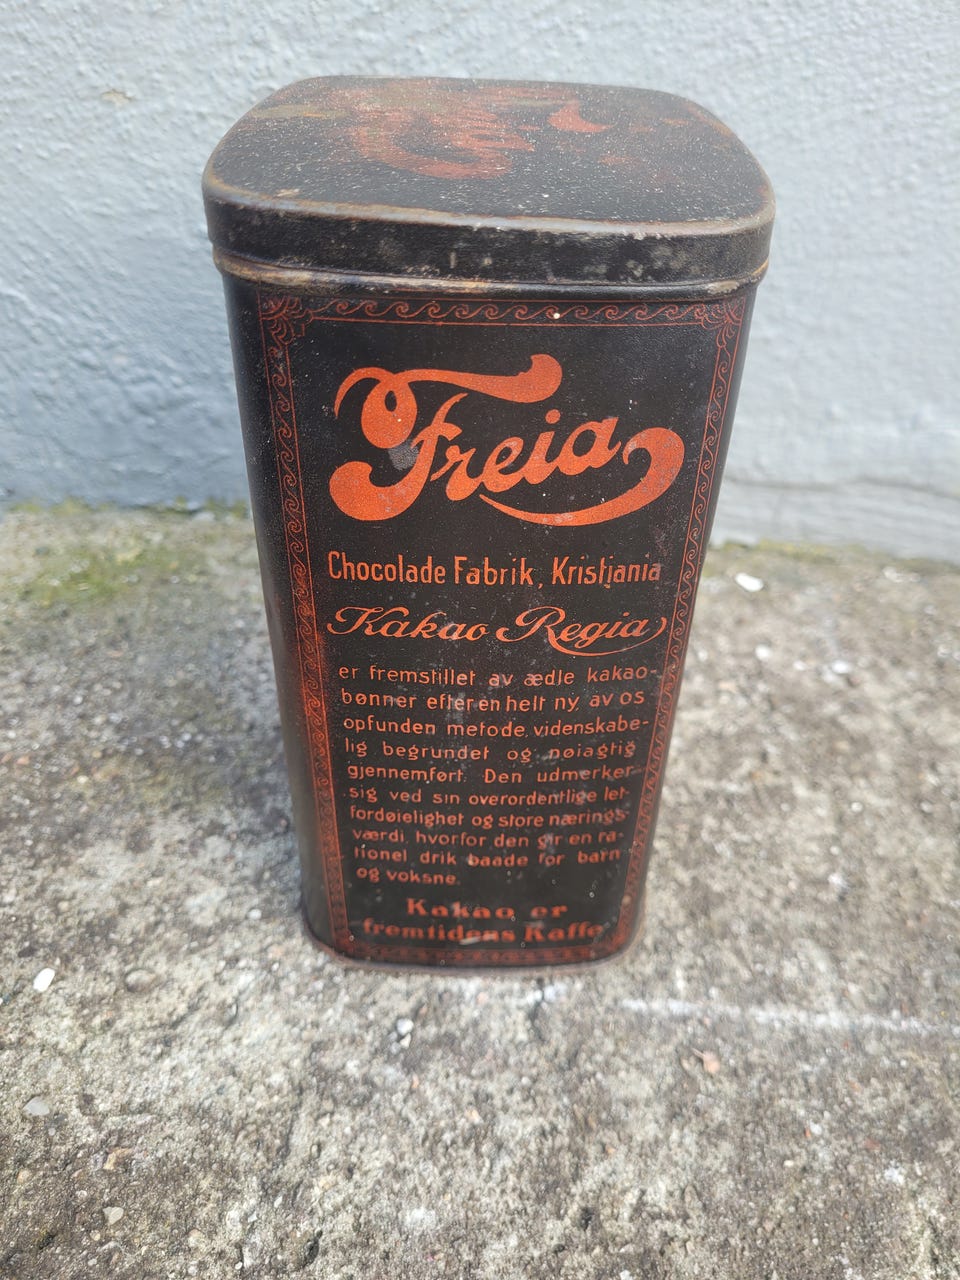 Freia
Chocolade Fabrik, Kristjania
Kakao Regia
er fremstillet av ædle kakao-
bønner efter en helt ny, av os
opfunden metode, videnskabe-
lig begrundet og nøiagtig
gjennemført. Den udmerker
sig ved sin overordentlige let-
fordøielighet og store nærings-
værdi, hvorfor den gir en ra-
tionel drik baade for barn
og voksne.
Kakao er
fremtidens Kaffe